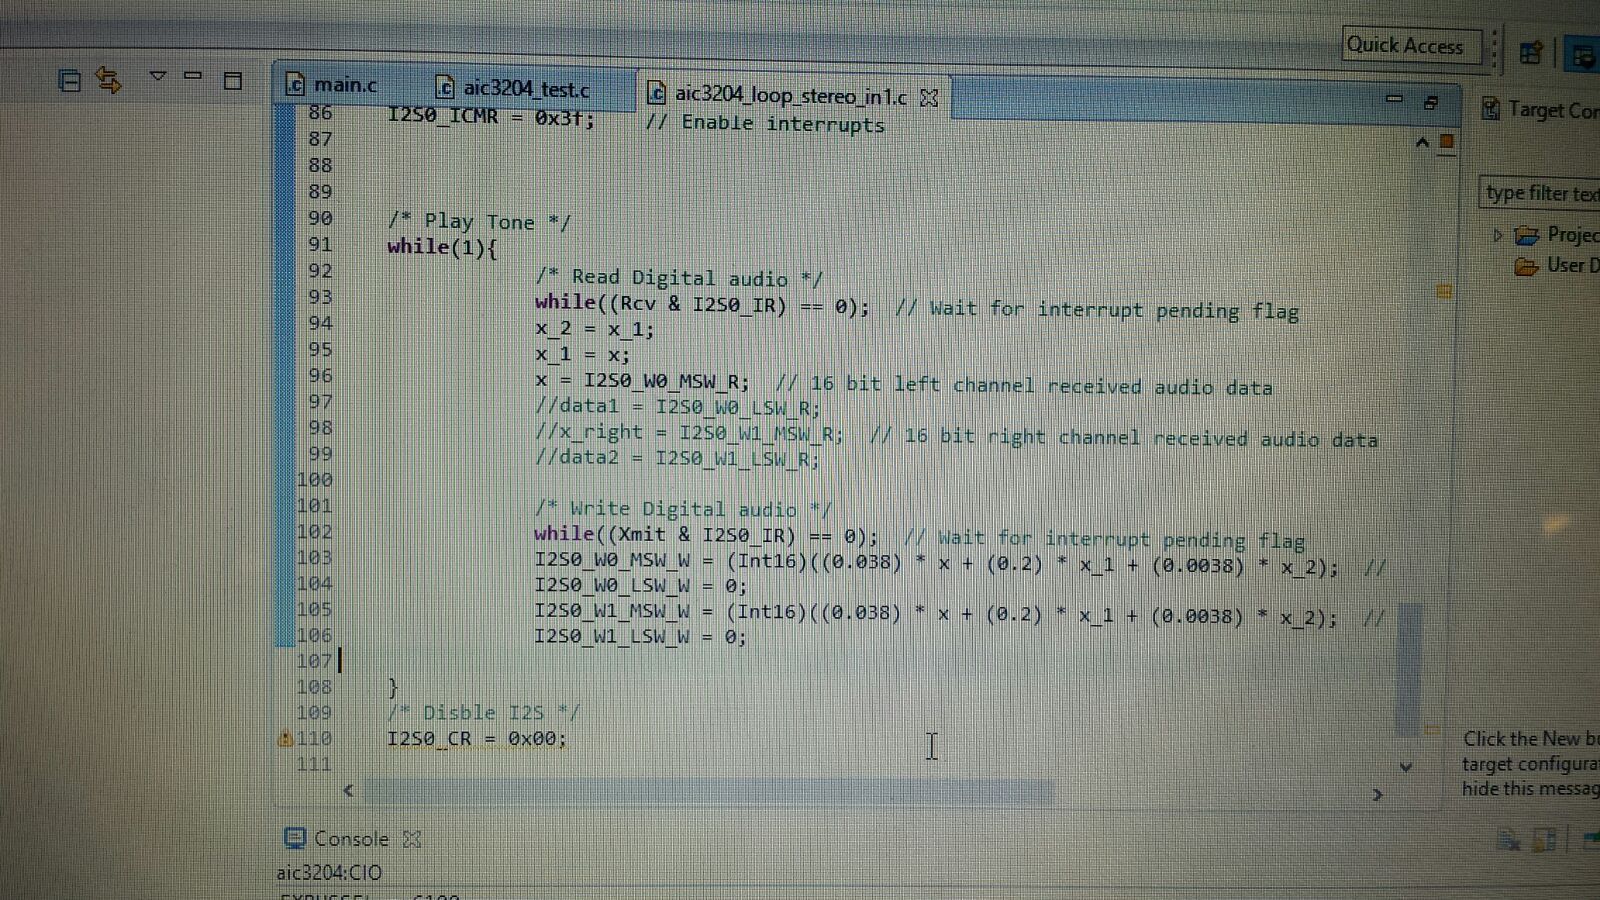 Quick Access
main.c
aic3204_test.c
aic3204_loop_stereo_in1.c
Target Con
86 I2S0_ICMR = 0x3f; // Enable interrupts
87
88
89
90 /* Play Tone */
91 while(1){
92 /* Read Digital audio */
93 while((Rcv & I2S0_IR) == 0); // Wait for interrupt pending flag
94 x_2 = x_1;
95 x_1 = x;
96 x = I2S0_W0_MSW_R; // 16 bit left channel received audio data
97 //data1 = I2S0_W0_LSW_R;
98 //x_right = I2S0_W1_MSW_R; // 16 bit right channel received audio data
99 //data2 = I2S0_W1_LSW_R;
100
101 /* Write Digital audio */
102 while((Xmit & I2S0_IR) == 0); // Wait for interrupt pending flag
103 I2S0_W0_MSW_W = (Int16)((0.038) * x + (0.2) * x_1 + (0.0038) * x_2); //
104 I2S0_W0_LSW_W = 0;
105 I2S0_W1_MSW_W = (Int16)((0.038) * x + (0.2) * x_1 + (0.0038) * x_2); //
106 I2S0_W1_LSW_W = 0;
107
108 }
109 /* Disble I2S */
110 I2S0_CR = 0x00;
111
type filter text
Projec
User D
Click the New bu
target configura
hide this messag
Console
aic3204:CIO